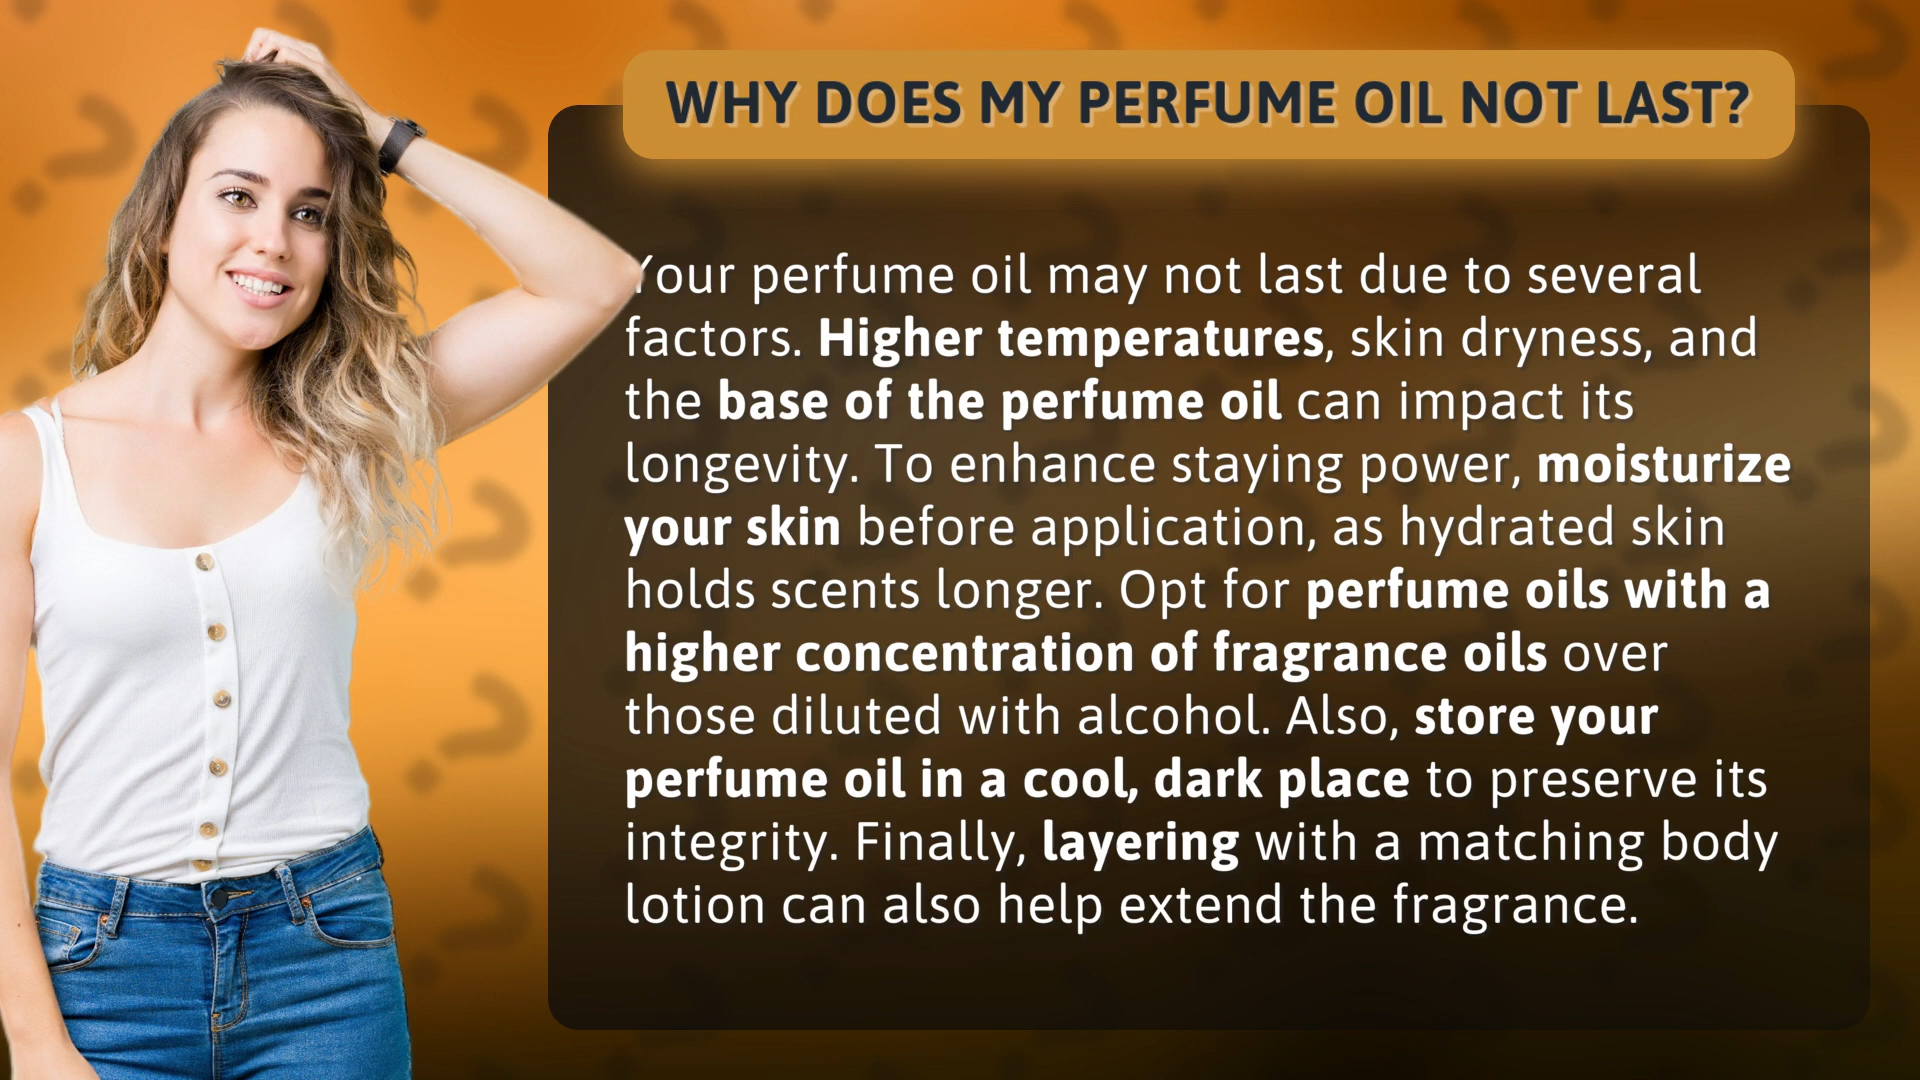 WHY DOES MY PERFUME OIL NOT LAST?
Your perfume oil may not last due to several
factors. Higher temperatures, skin dryness, and
the base of the perfume oil can impact its
longevity. To enhance staying power, moisturize
your skin before application, as hydrated skin
holds scents longer. Opt for perfume oils with a
higher concentration of fragrance oils over
those diluted with alcohol. Also, store your
perfume oil in a cool, dark place to preserve its
integrity. Finally, layering with a matching body
lotion can also help extend the fragrance.